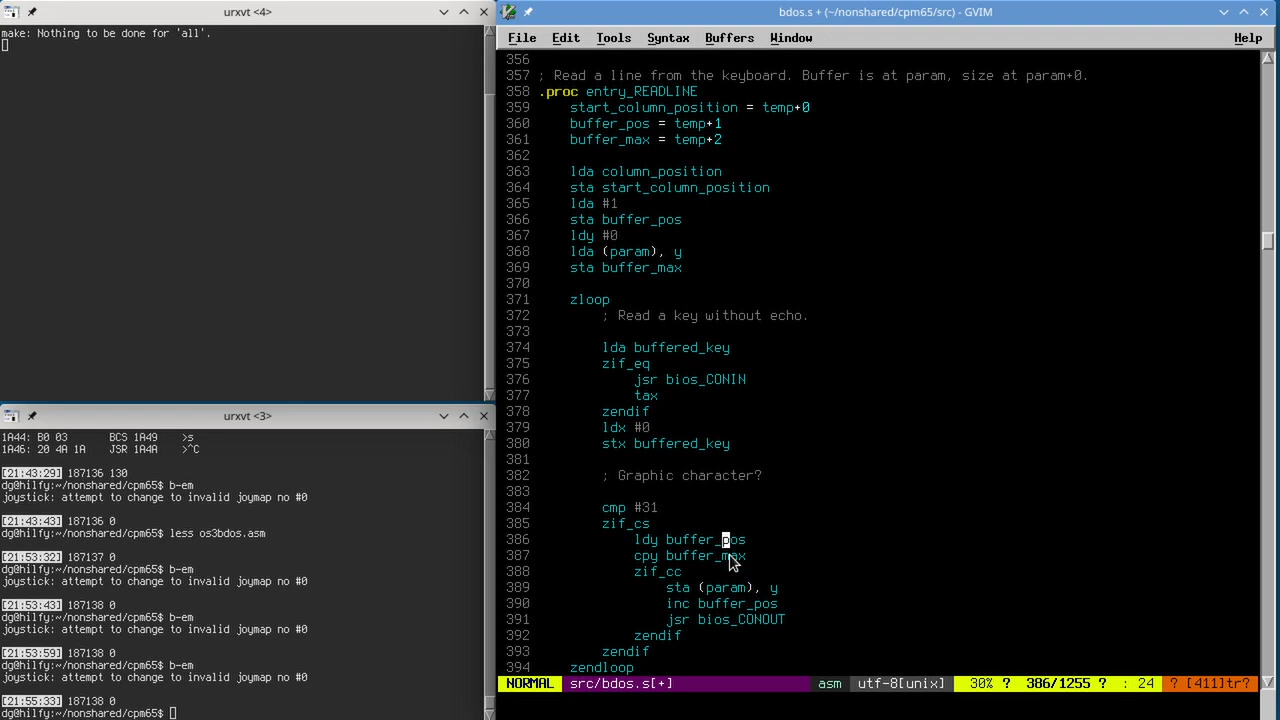 urxvt <4>
make: Nothing to be done for 'all'.
urxvt <3>
1A44: B0 03     BCS 1A49    >s
1A46: 20 4A 1A  JSR 1A4A    >^C
[21:43:29] 187136 130
dg@hilfy:~/nonshared/cpm65$ b-em
joystick: attempt to change to invalid joymap no #0
[21:43:43] 187136 0
dg@hilfy:~/nonshared/cpm65$ less os3bdos.asm
[21:53:32] 187137 0
dg@hilfy:~/nonshared/cpm65$ b-em
joystick: attempt to change to invalid joymap no #0
[21:53:43] 187138 0
dg@hilfy:~/nonshared/cpm65$ b-em
joystick: attempt to change to invalid joymap no #0
[21:53:59] 187138 0
dg@hilfy:~/nonshared/cpm65$ b-em
joystick: attempt to change to invalid joymap no #0
[21:55:33] 187138 0
dg@hilfy:~/nonshared/cpm65$
bdos.s + (~/nonshared/cpm65/src) - GVIM
File Edit Tools Syntax Buffers Window Help
356
357 ; Read a line from the keyboard. Buffer is at param, size at param+0.
358 .proc entry_READLINE
359     start_column_position = temp+0
360     buffer_pos = temp+1
361     buffer_max = temp+2
362
363     lda column_position
364     sta start_column_position
365     lda #1
366     sta buffer_pos
367     ldy #0
368     lda (param), y
369     sta buffer_max
370
371     zloop
372         ; Read a key without echo.
373
374         lda buffered_key
375         zif_eq
376             jsr bios_CONIN
377             tax
378         zendif
379         ldx #0
380         stx buffered_key
381
382         ; Graphic character?
383
384         cmp #31
385         zif_cs
386             ldy buffer_pos
387             cpy buffer_max
388             zif_cc
389                 sta (param), y
390                 inc buffer_pos
391                 jsr bios_CONOUT
392             zendif
393         zendif
394     zendloop
NORMAL src/bdos.s[+] asm utf-8[unix] 30% ? 386/1255 ? : 24 ? [411]tr?